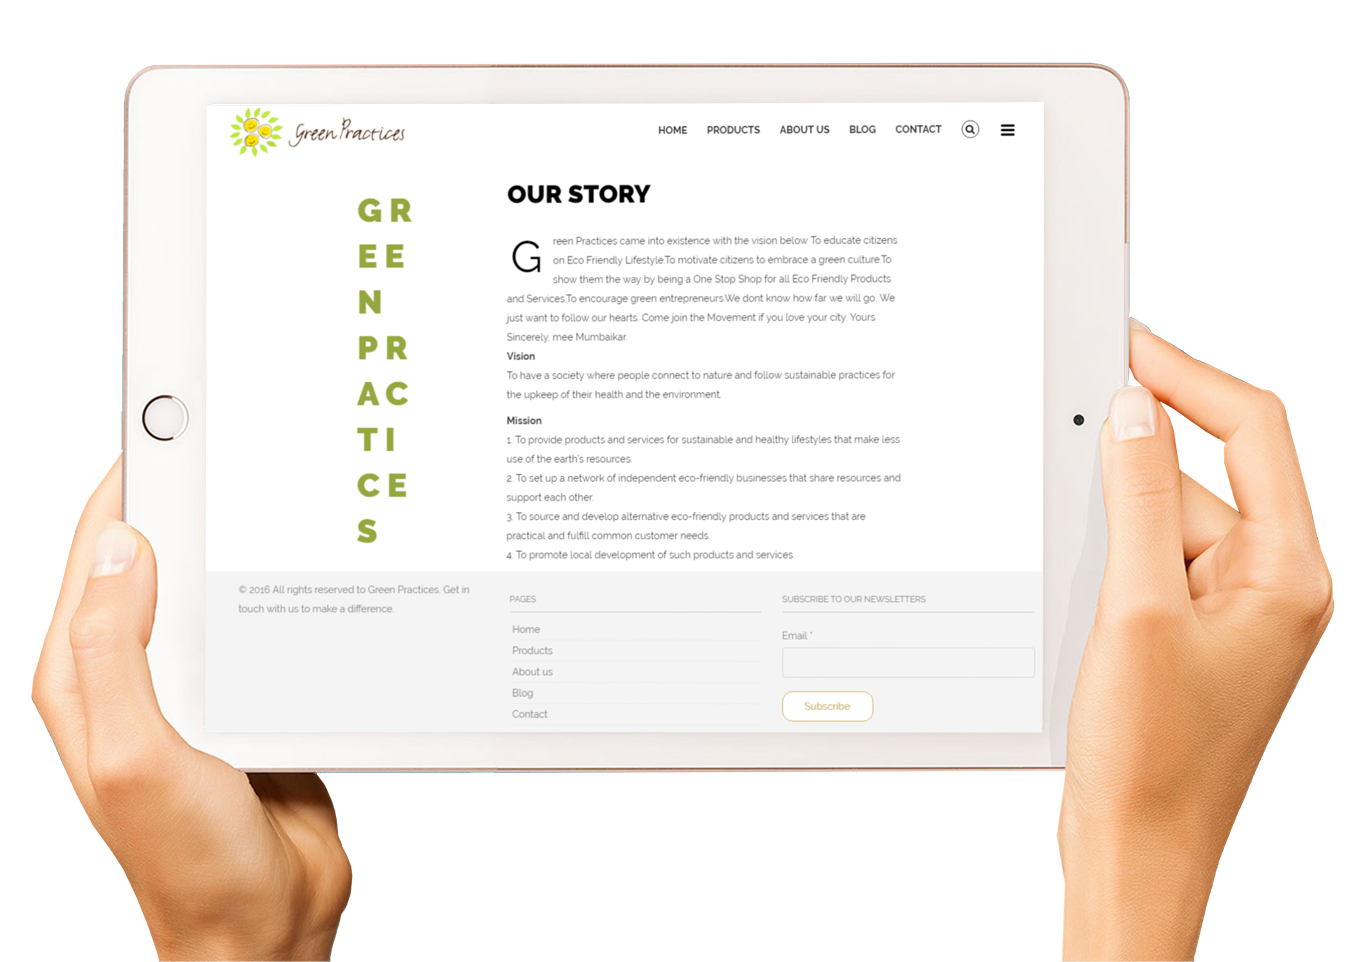 Green Practices
HOME PRODUCTS ABOUT US BLOG CONTACT
GR
EE
N
PR
AC
TI
CE
S
OUR STORY
Green Practices came into existence with the vision below To educate citizens
on Eco Friendly Lifestyle.To motivate citizens to embrace a green culture.To
show them the way by being a One Stop Shop for all Eco Friendly Products
and Services.To encourage green entrepreneurs.We dont know how far we will go. We
just want to follow our hearts. Come join the Movement if you love your city. Yours
Sincerely, mee Mumbaikar.
Vision
To have a society where people connect to nature and follow sustainable practices for
the upkeep of their health and the environment.
Mission
1. To provide products and services for sustainable and healthy lifestyles that make less
use of the earth's resources.
2. To set up a network of independent eco-friendly businesses that share resources and
support each other.
3. To source and develop alternative eco-friendly products and services that are
practical and fulfill common customer needs.
4. To promote local development of such products and services.
© 2016 All rights reserved to Green Practices. Get in
touch with us to make a difference.
PAGES
Home
Products
About us
Blog
Contact
SUBSCRIBE TO OUR NEWSLETTERS
Email *
Subscribe